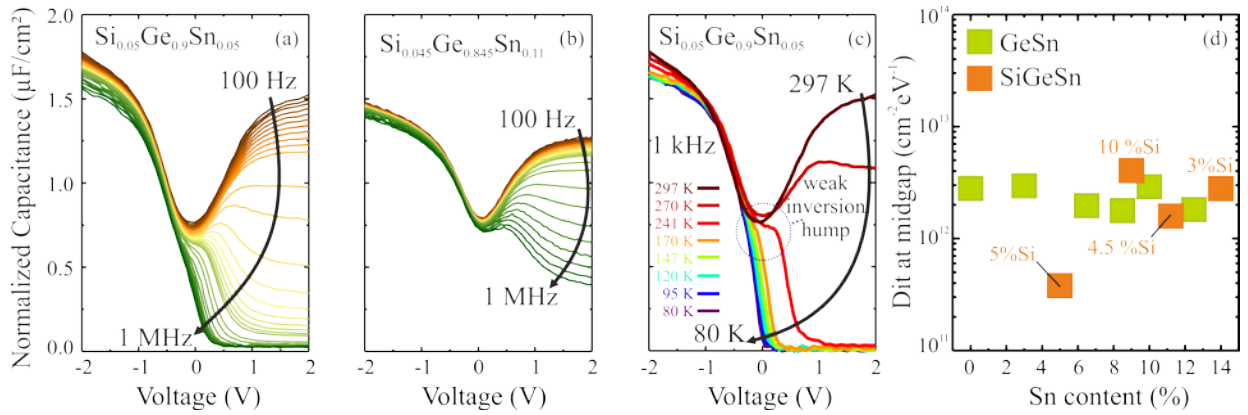 Normalized Capacitance (µF/cm²)
2.0
1.5
1.0
0.5
0.0
Si₀.₀₅Ge₀.₉Sn₀.₀₅ (a)
100 Hz
1 MHz
-2 -1 0 1 2
Voltage (V)
Si₀.₀₄₅Ge₀.₈₄₅Sn₀.₁₁
(b)
100 Hz
1 MHz
-2 -1 0 1 2
Voltage (V)
Si₀.₀₅Ge₀.₉Sn₀.₀₅ (c)
297 K
1 kHz
297 K
270 K
241 K
170 K
147 K
120 K
95 K
80 K
weak
inversion
hump
80 K
-2 -1 0 1 2
Voltage (V)
Dit at midgap (cm⁻²eV⁻¹)
10¹⁴
10¹³
10¹²
10¹¹
GeSn (d)
SiGeSn
10 %Si
3%Si
5%Si
4.5 %Si
0 2 4 6 8 10 12 14
Sn content (%)